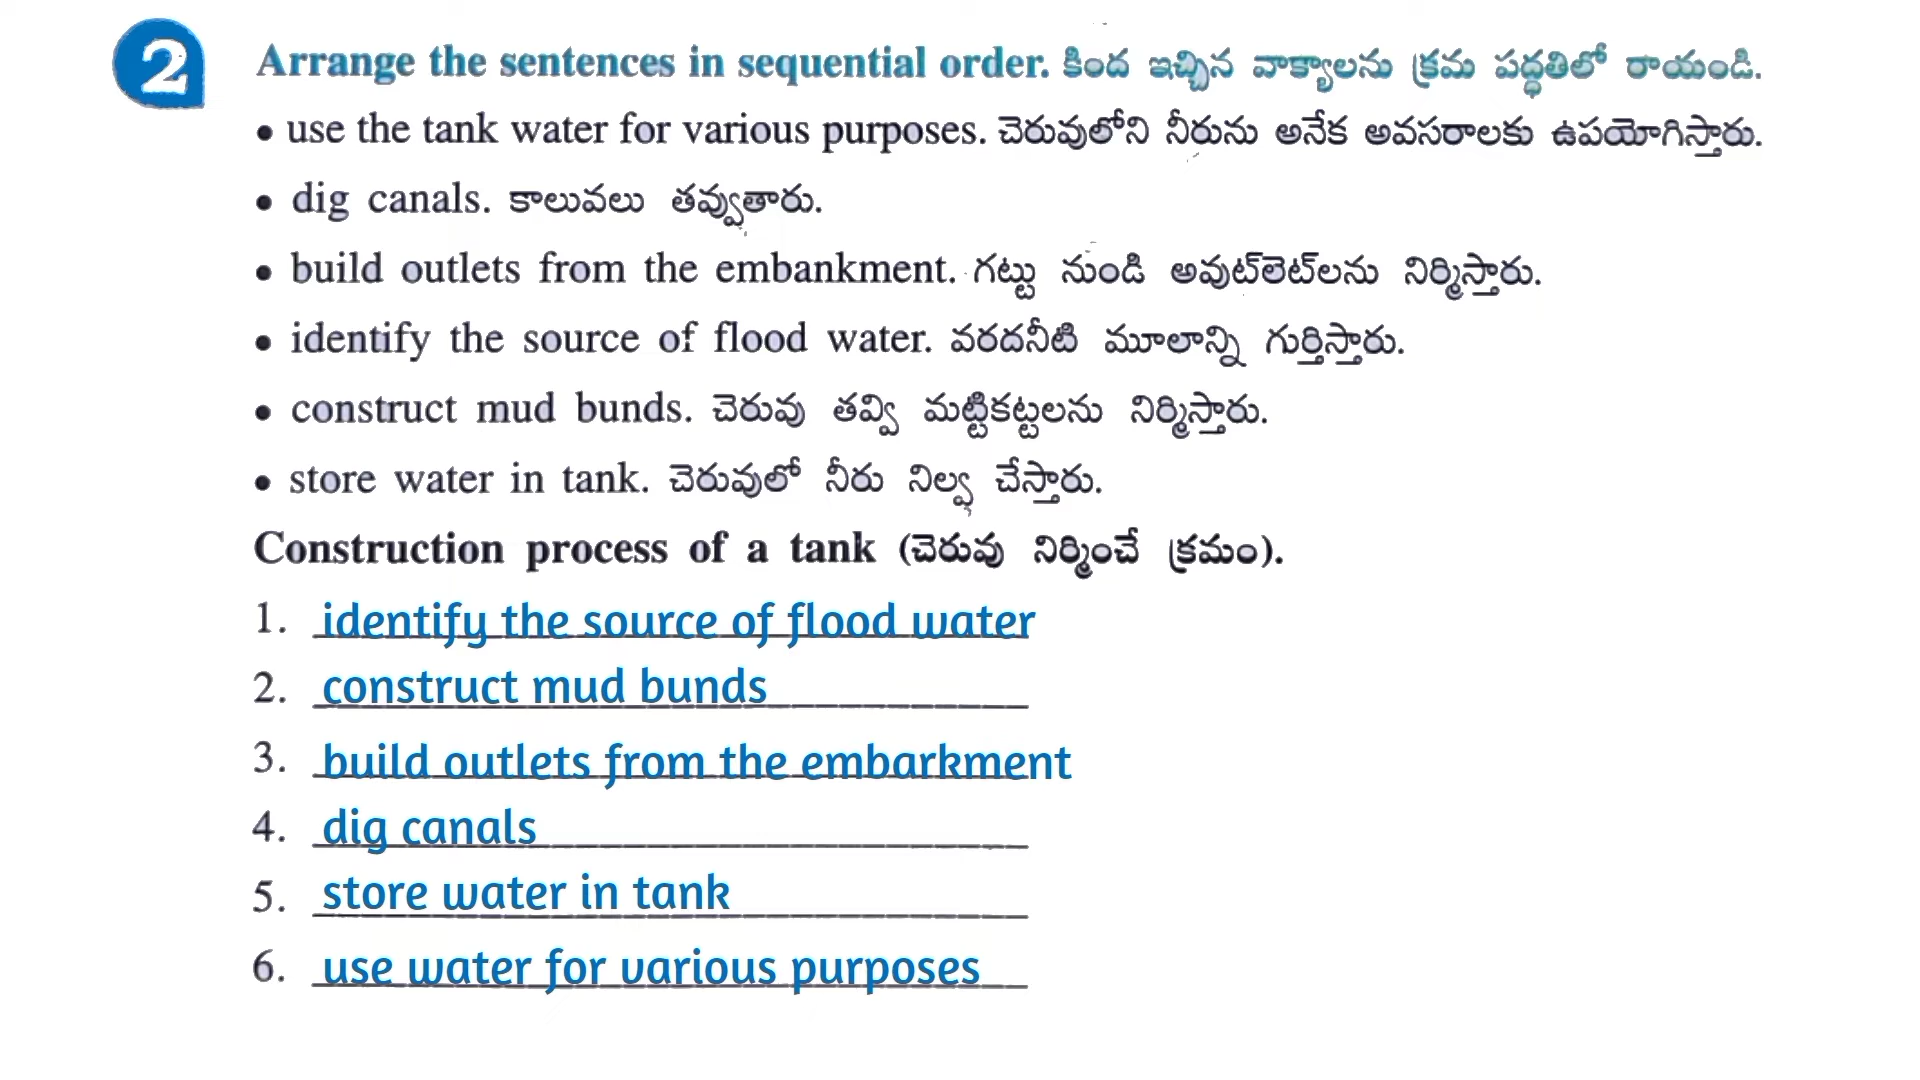 2 Arrange the sentences in sequential order. కింద ఇచ్చిన వాక్యాలను క్రమ పద్ధతిలో రాయండి.
• use the tank water for various purposes. చెరువులోని నీరును అనేక అవసరాలకు ఉపయోగిస్తారు.
• dig canals. కాలువలు తవ్వుతారు.
• build outlets from the embankment. గట్టు నుండి అవుట్‌లెట్‌లను నిర్మిస్తారు.
• identify the source of flood water. వరదనీటి మూలాన్ని గుర్తిస్తారు.
• construct mud bunds. చెరువు తవ్వి మట్టికట్టలను నిర్మిస్తారు.
• store water in tank. చెరువులో నీరు నిల్వ చేస్తారు.
Construction process of a tank (చెరువు నిర్మించే క్రమం).
1. identify the source of flood water
2. construct mud bunds
3. build outlets from the embarkment
4. dig canals
5. store water in tank
6. use water for various purposes